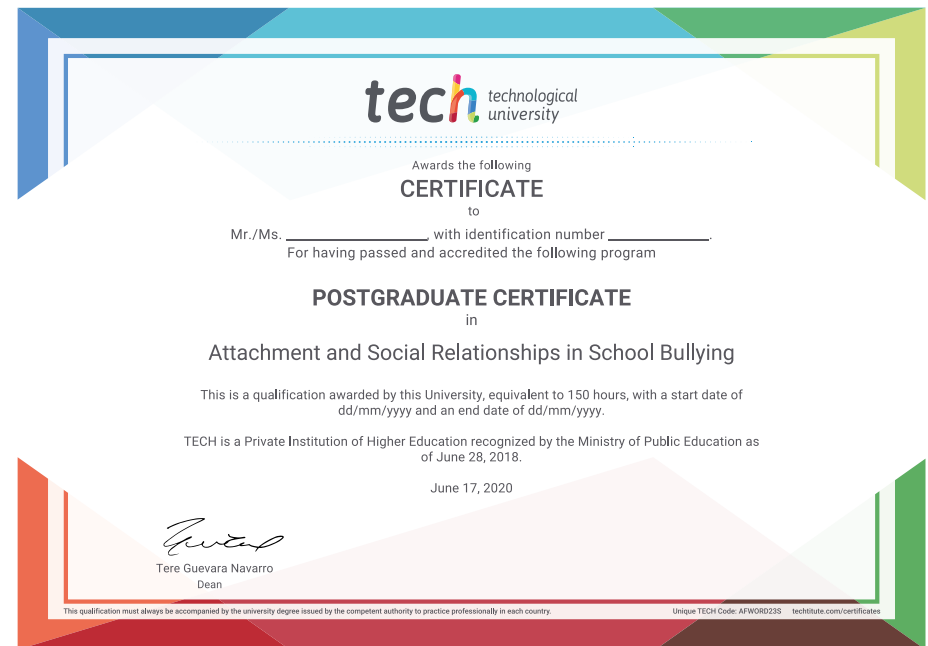 tech technological
university
Awards the following
CERTIFICATE
to
Mr./Ms. ____________________, with identification number ______________.
For having passed and accredited the following program
POSTGRADUATE CERTIFICATE
in
Attachment and Social Relationships in School Bullying
This is a qualification awarded by this University, equivalent to 150 hours, with a start date of
dd/mm/yyyy and an end date of dd/mm/yyyy.
TECH is a Private Institution of Higher Education recognized by the Ministry of Public Education as
of June 28, 2018.
June 17, 2020
Tere Guevara Navarro
Dean
This qualification must always be accompanied by the university degree issued by the competent authority to practice professionally in each country. Unique TECH Code: AFWORD23S techtitute.com/certificates